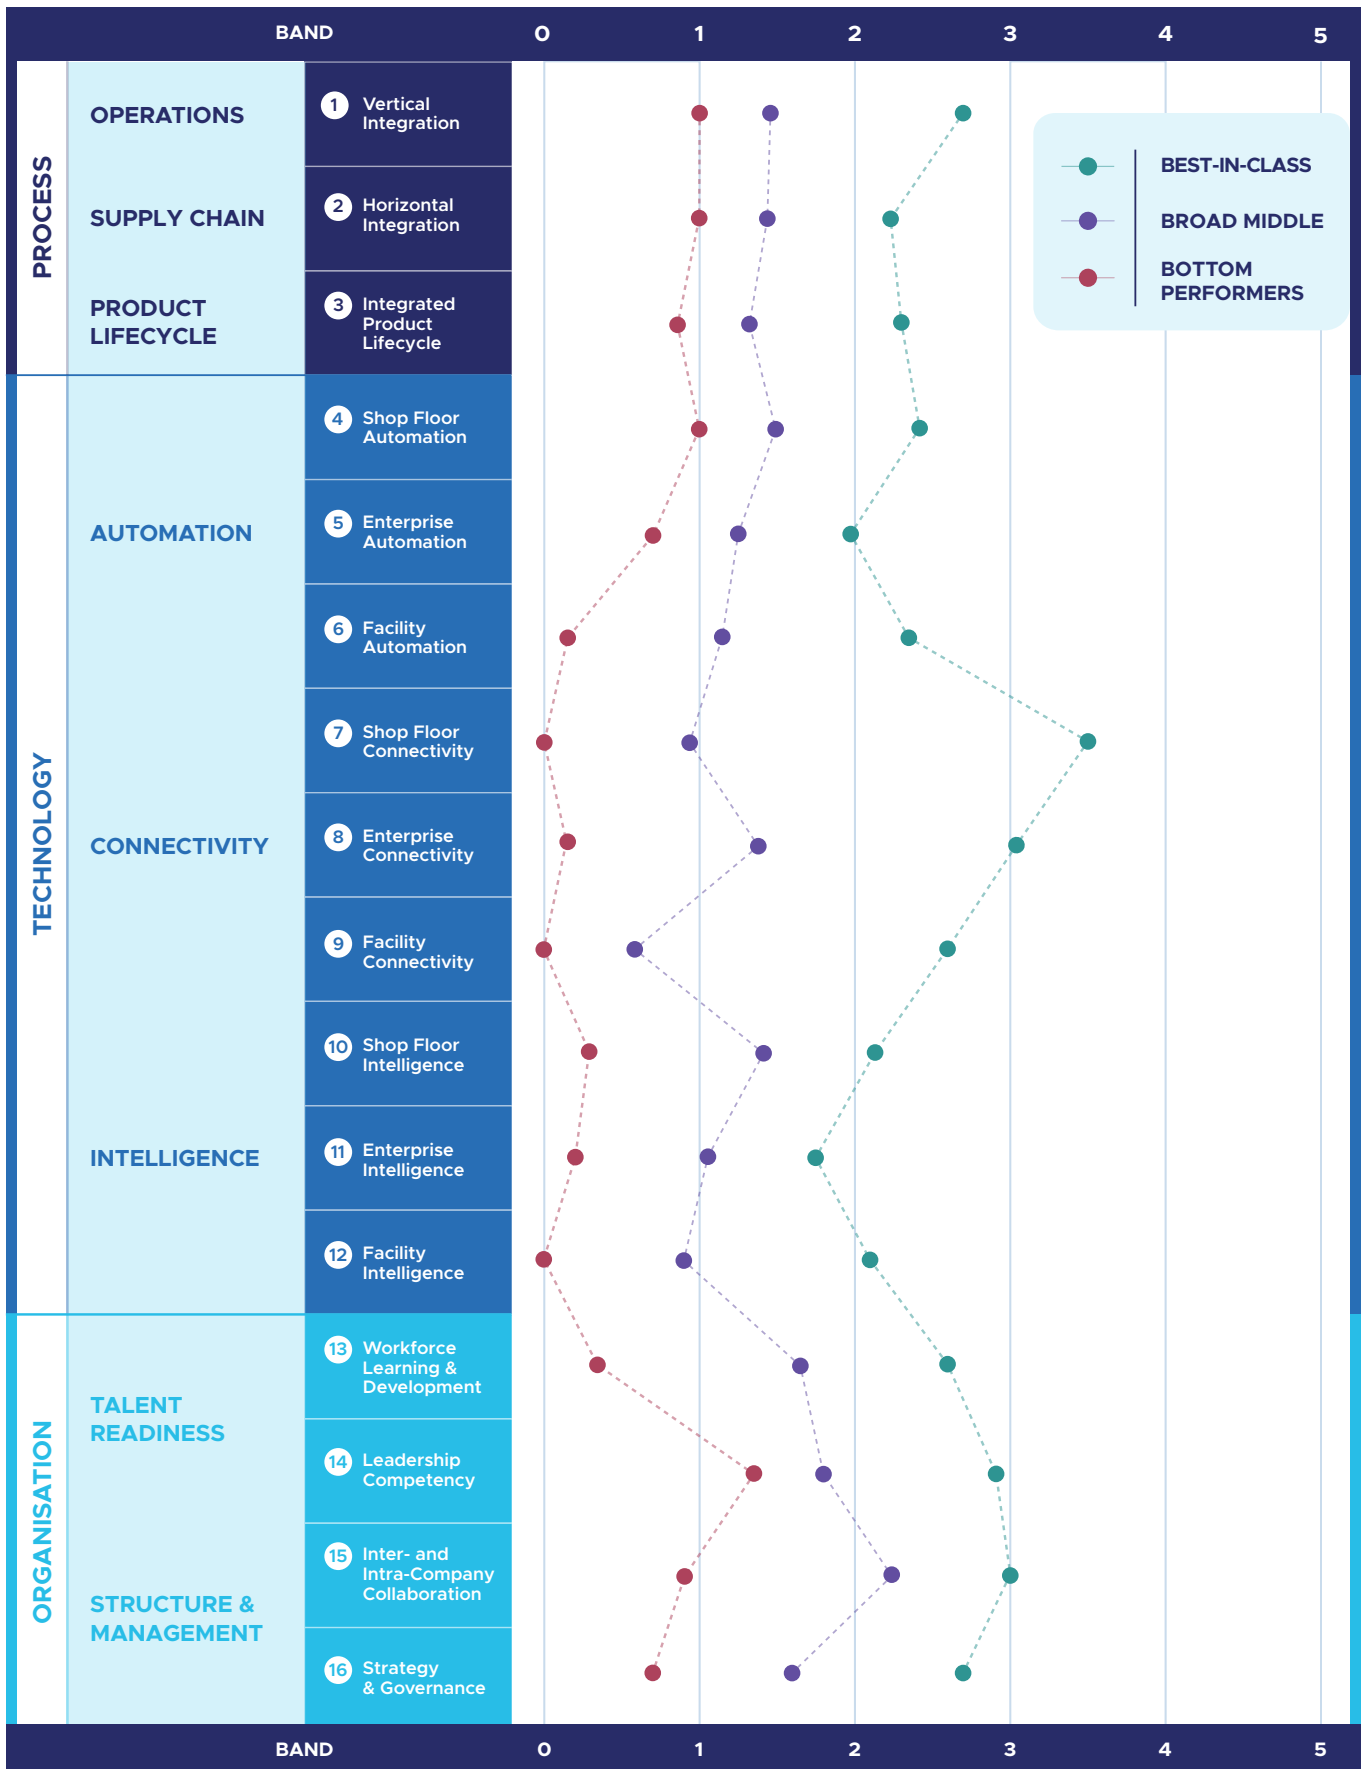 BAND 0 1 2 3 4 5
PROCESS
OPERATIONS
1 Vertical
Integration
SUPPLY CHAIN
2 Horizontal
Integration
PRODUCT
LIFECYCLE
3 Integrated
Product
Lifecycle
BEST-IN-CLASS
BROAD MIDDLE
BOTTOM
PERFORMERS
TECHNOLOGY
AUTOMATION
4 Shop Floor
Automation
5 Enterprise
Automation
6 Facility
Automation
CONNECTIVITY
7 Shop Floor
Connectivity
8 Enterprise
Connectivity
9 Facility
Connectivity
INTELLIGENCE
10 Shop Floor
Intelligence
11 Enterprise
Intelligence
12 Facility
Intelligence
ORGANISATION
TALENT
READINESS
13 Workforce
Learning &
Development
14 Leadership
Competency
STRUCTURE &
MANAGEMENT
15 Inter- and
Intra-Company
Collaboration
16 Strategy
& Governance
BAND 0 1 2 3 4 5